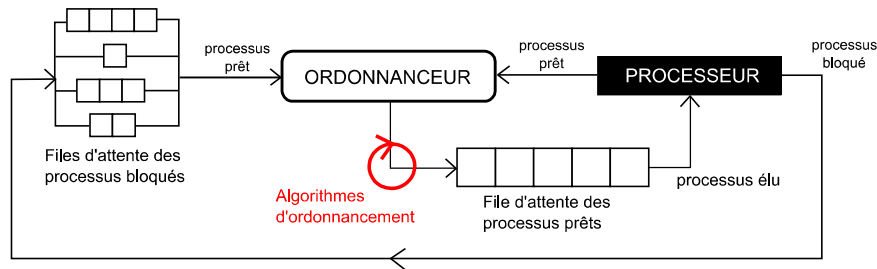 processus
prêt
ORDONNANCEUR
processus
prêt
PROCESSEUR
processus
bloqué
Files d'attente des
processus bloqués
Algorithmes
d'ordonnancement
File d'attente des
processus prêts
processus élu